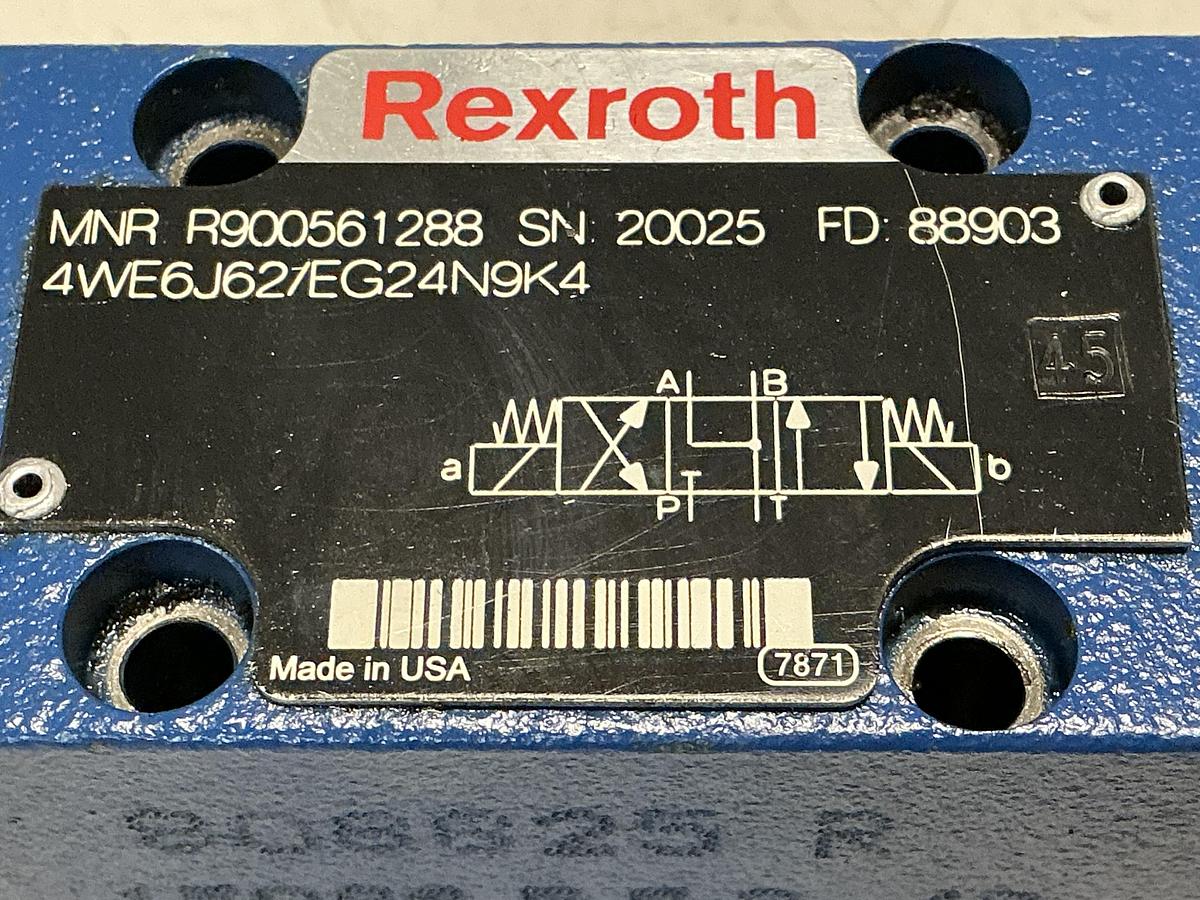 Rexroth
MNR R900561288 SN: 20025 FD: 88903
4WE6J62/EG24N9K4
45
A B
a b
P T
Made in USA 7871